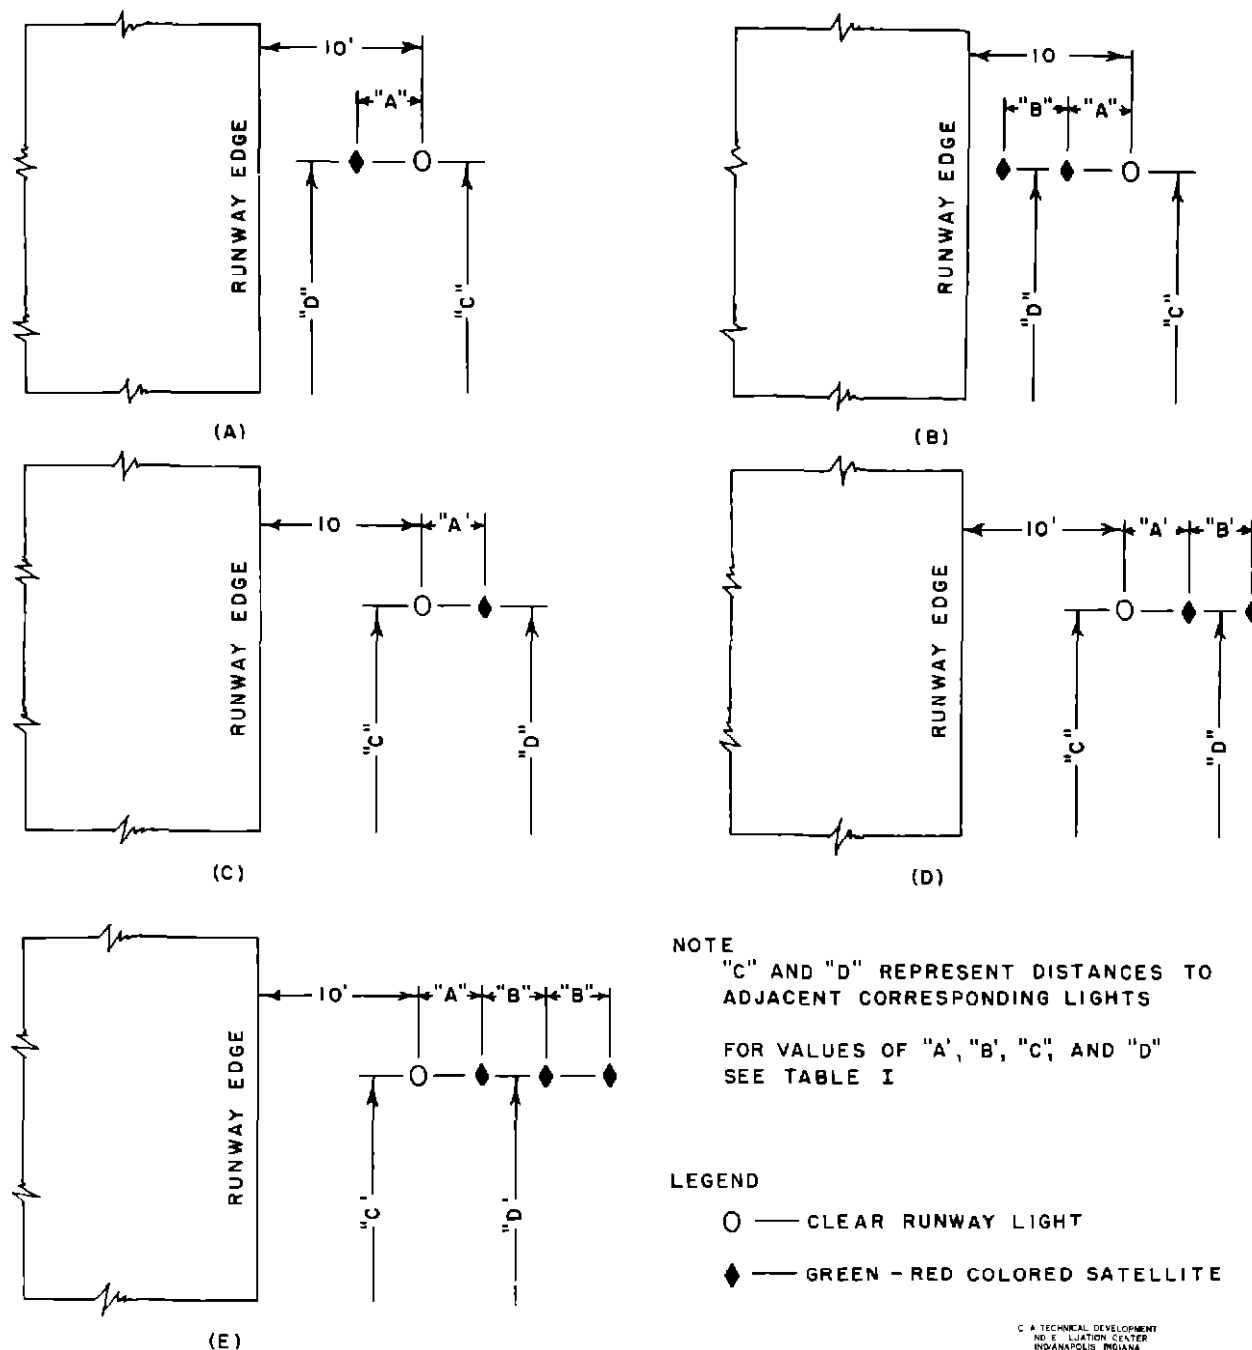 10'
"A"
RUNWAY EDGE
"D"
"C"
(A)
10
"B" "A"
RUNWAY EDGE
"D"
"C"
(B)
10 "A'
RUNWAY EDGE
"C"
"D"
(C)
10' "A' "B'
RUNWAY EDGE
"C"
"D"
(D)
10' "A" "B" "B"
RUNWAY EDGE
"C'
"D'
(E)
NOTE
"C" AND "D" REPRESENT DISTANCES TO
ADJACENT CORRESPONDING LIGHTS
FOR VALUES OF "A', "B', "C", AND "D"
SEE TABLE I
LEGEND
O — CLEAR RUNWAY LIGHT
♦ — GREEN - RED COLORED SATELLITE
C A TECHNICAL DEVELOPMENT
CENTER
INDIANAPOLIS INDIANA